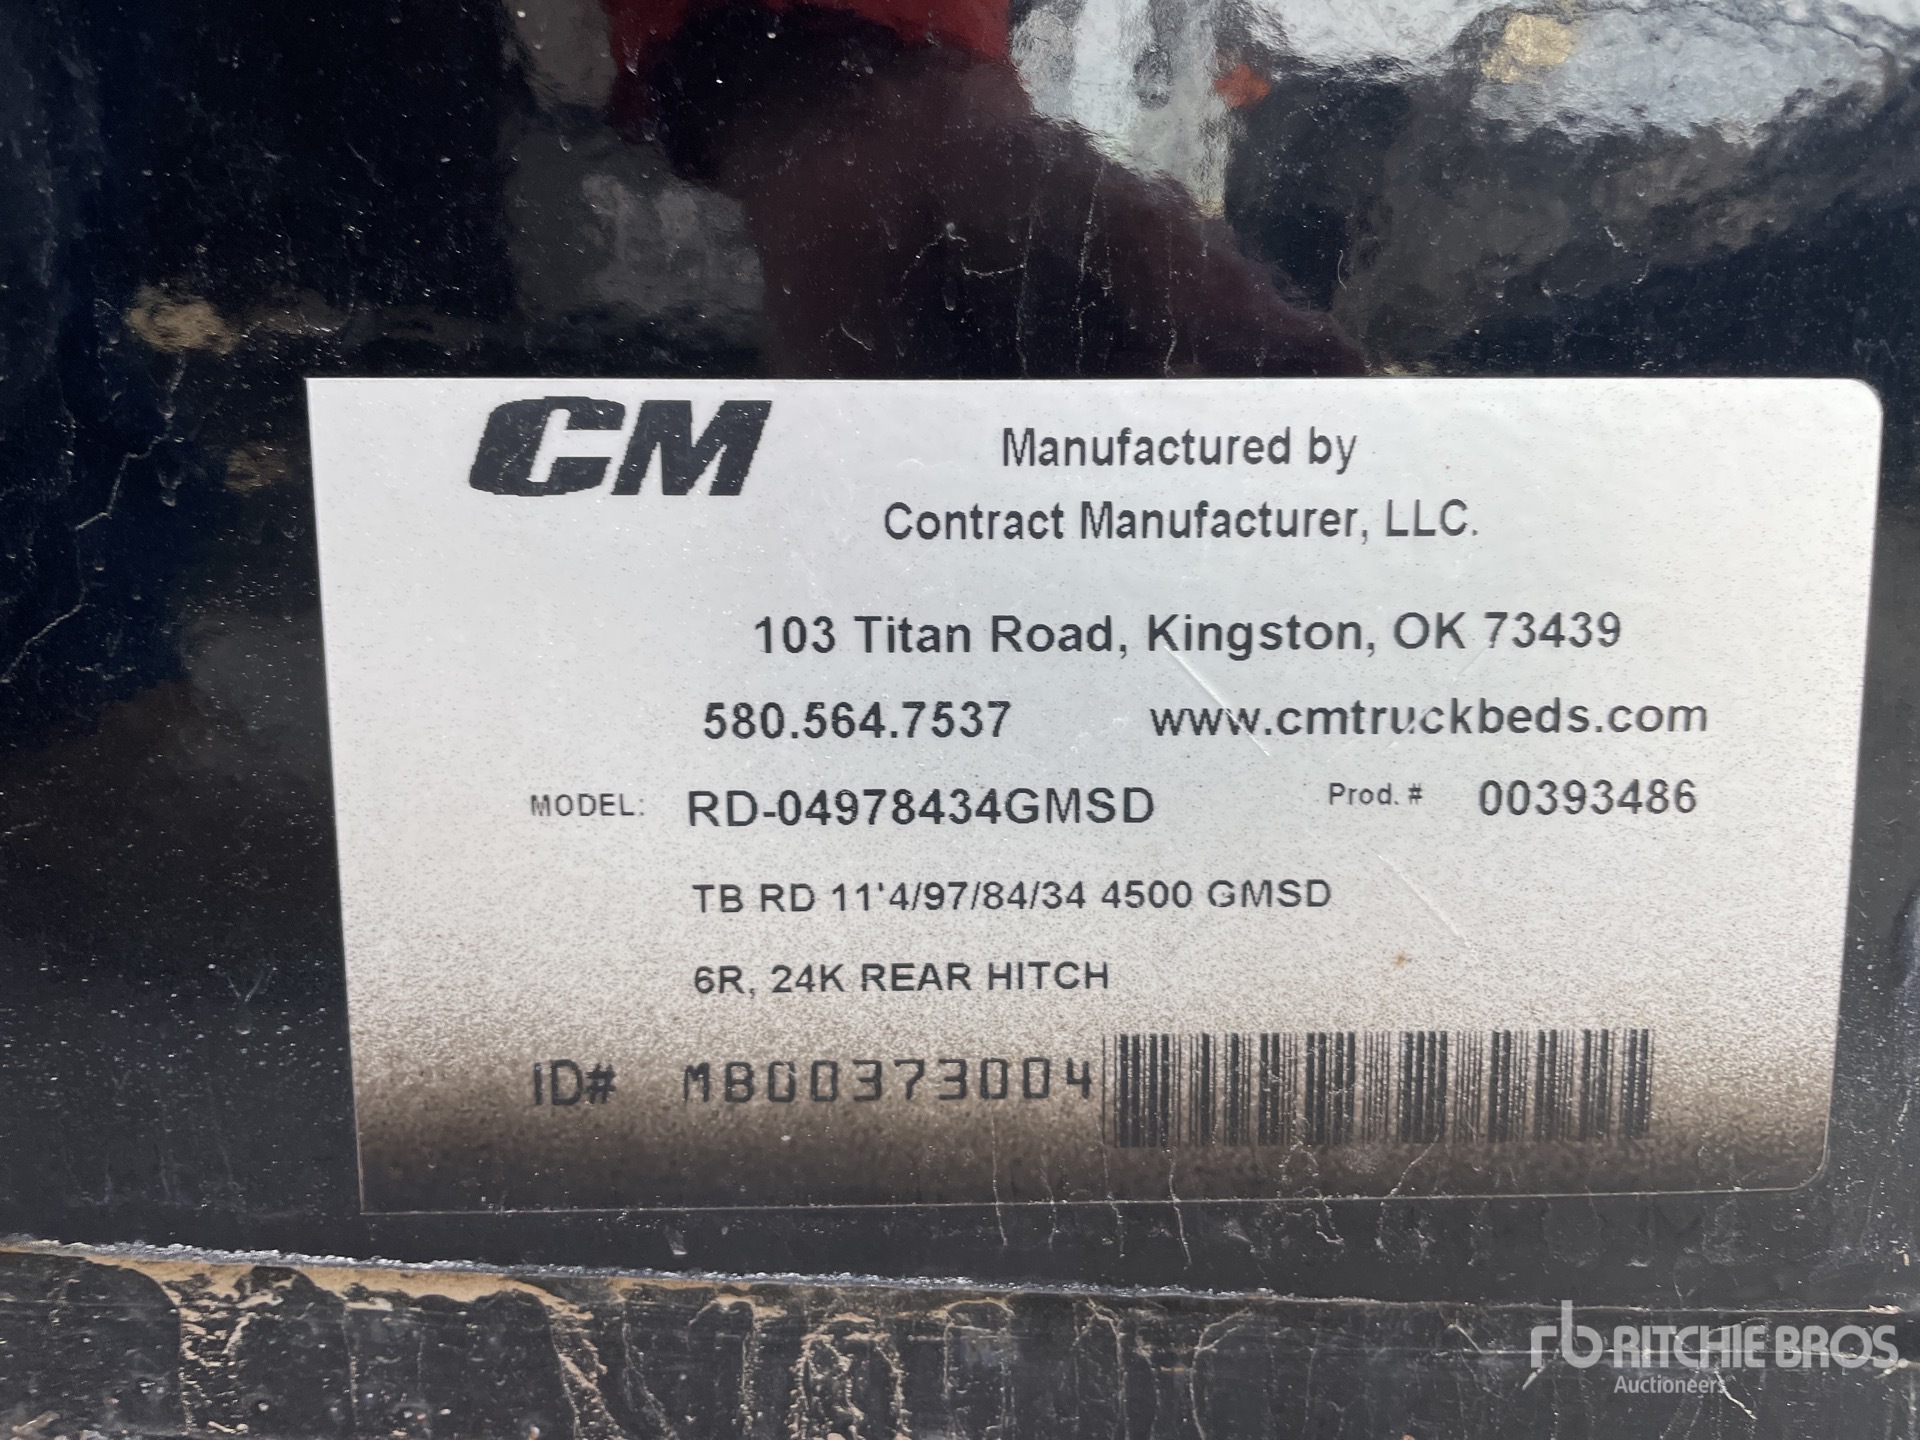 CM
Manufactured by
Contract Manufacturer, LLC.
103 Titan Road, Kingston, OK 73439
580.564.7537 www.cmtruckbeds.com
MODEL: RD-04978434GMSD Prod. # 00393486
TB RD 11'4/97/84/34 4500 GMSD
6R, 24K REAR HITCH
ID# MB00373004
rb RITCHIE BROS
Auctioneers